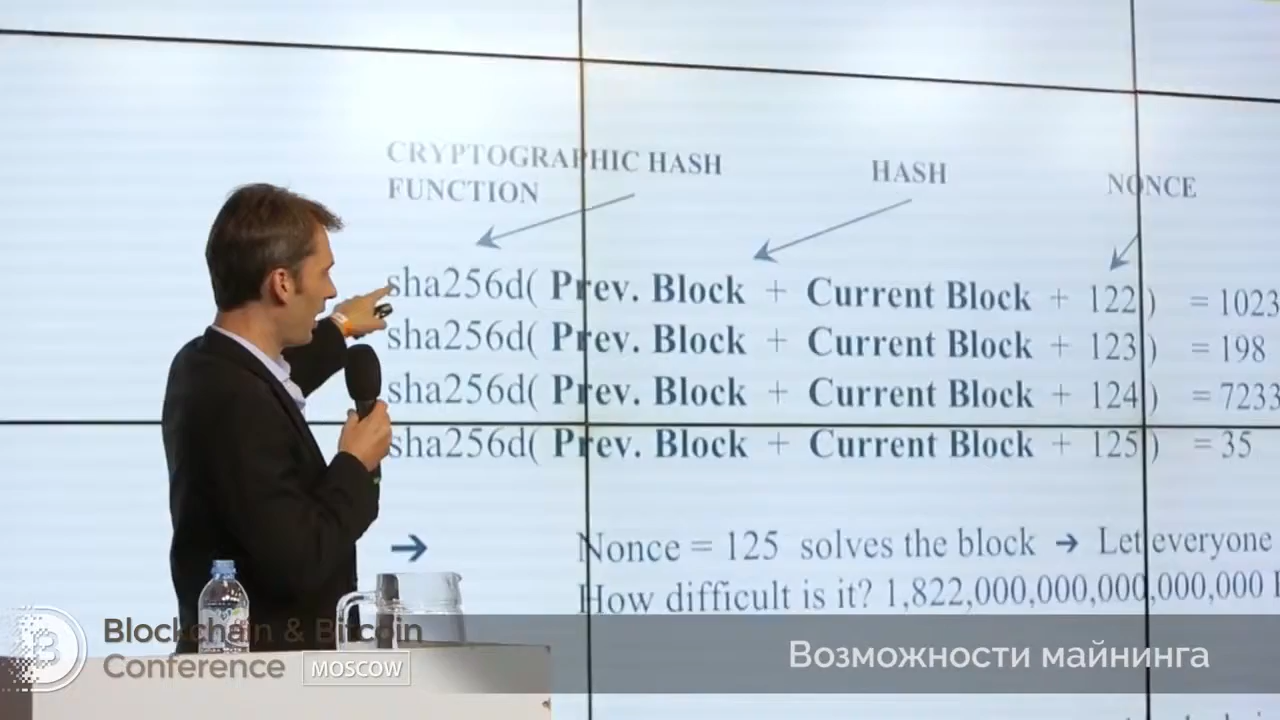 CRYPTOGRAPHIC HASH
FUNCTION
HASH
NONCE
sha256d( Prev. Block + Current Block + 122 ) = 1023
sha256d( Prev. Block + Current Block + 123 ) = 198
sha256d( Prev. Block + Current Block + 124 ) = 7233
sha256d( Prev. Block + Current Block + 125 ) = 35
➔ Nonce = 125 solves the block ➔ Let everyone
How difficult is it? 1,822,000,000,000,000,000
Blockchain & Bitcoin
Conference MOSCOW
Возможности майнинга